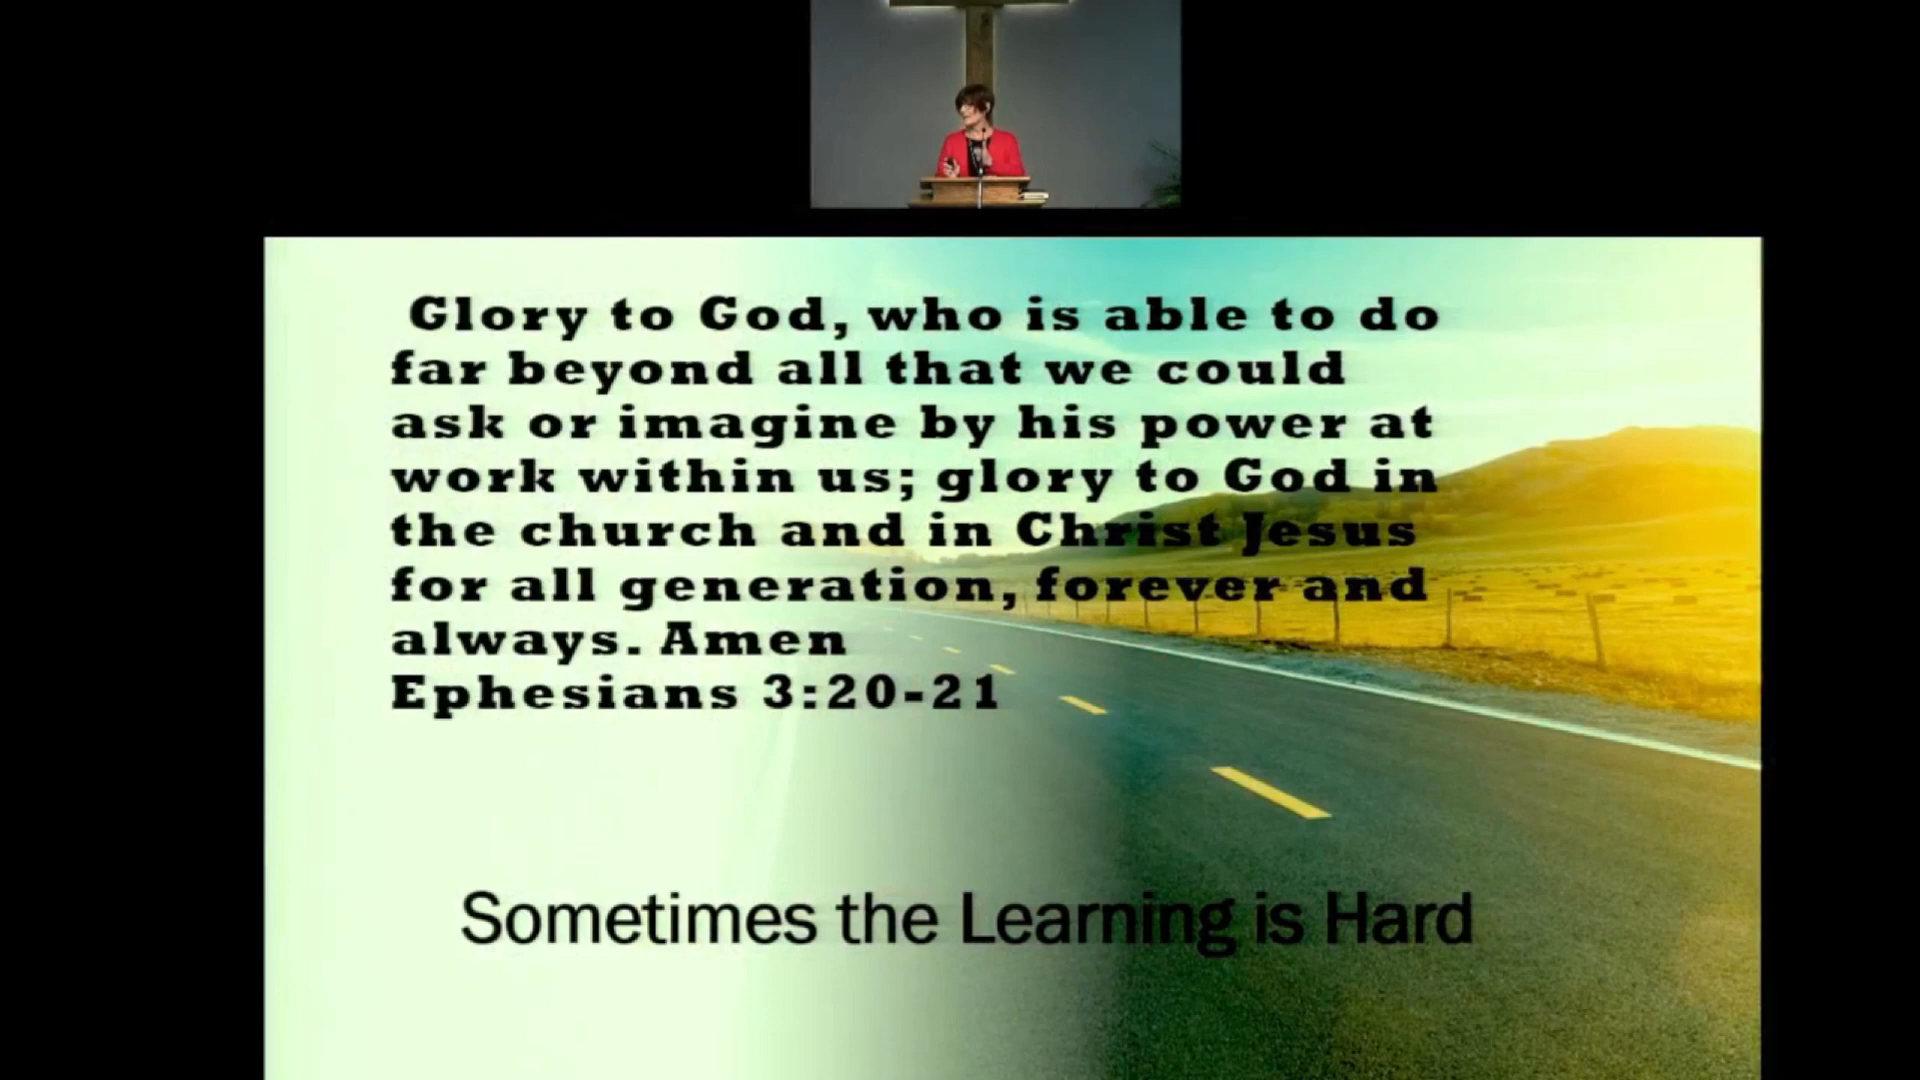 Glory to God, who is able to do
far beyond all that we could
ask or imagine by his power at
work within us; glory to God in
the church and in Christ Jesus
for all generation, forever and
always. Amen
Ephesians 3:20-21
Sometimes the Learning is Hard